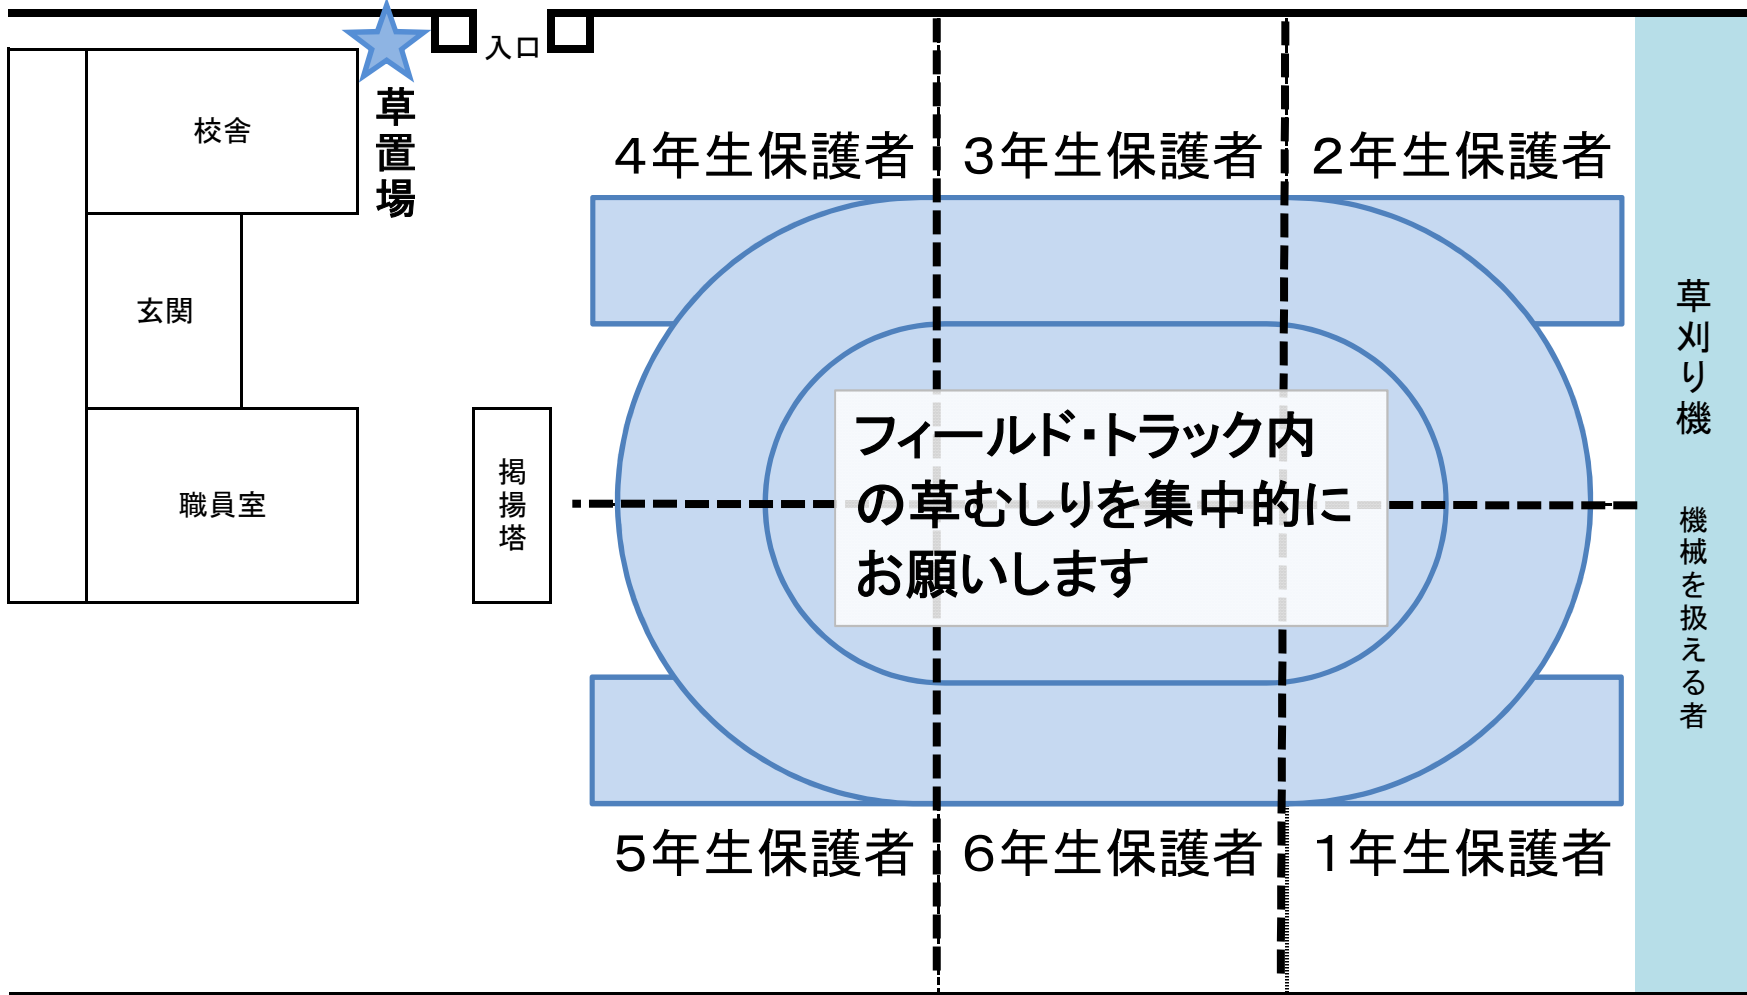 入口
校舎
草置場
4年生保護者
3年生保護者
2年生保護者
玄関
草刈り機
フィールド・トラック内
の草むしりを集中的に
お願いします
職員室
掲揚塔
機械を扱える者
5年生保護者
6年生保護者
1年生保護者